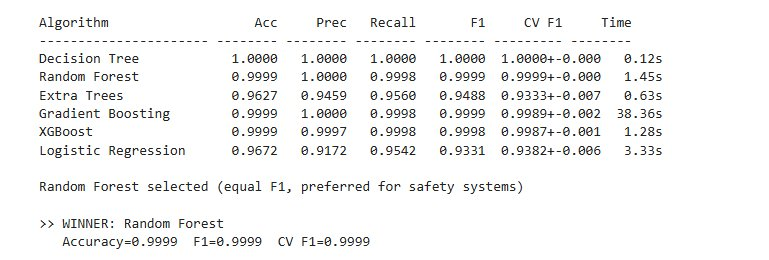 Algorithm Acc Prec Recall F1 CV F1 Time
---------------------- -------- -------- -------- -------- --------- --------
Decision Tree 1.0000 1.0000 1.0000 1.0000 1.0000+-0.000 0.12s
Random Forest 0.9999 1.0000 0.9998 0.9999 0.9999+-0.000 1.45s
Extra Trees 0.9627 0.9459 0.9560 0.9488 0.9333+-0.007 0.63s
Gradient Boosting 0.9999 1.0000 0.9998 0.9999 0.9989+-0.002 38.36s
XGBoost 0.9999 0.9997 0.9998 0.9998 0.9987+-0.001 1.28s
Logistic Regression 0.9672 0.9172 0.9542 0.9331 0.9382+-0.006 3.33s
Random Forest selected (equal F1, preferred for safety systems)
>> WINNER: Random Forest
Accuracy=0.9999 F1=0.9999 CV F1=0.9999